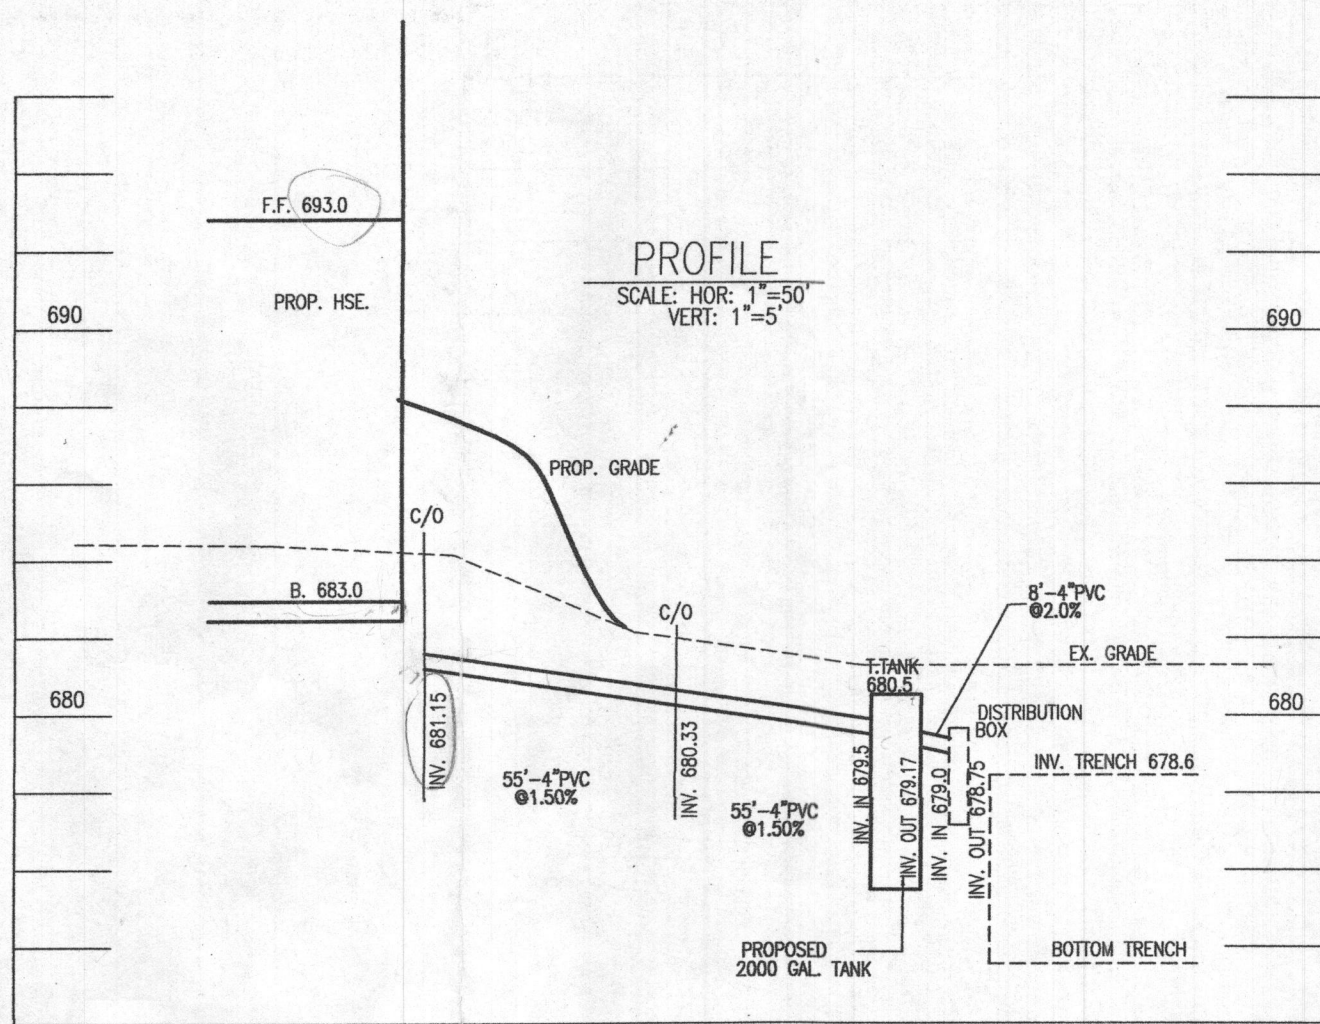 F.F. 693.0
PROP. HSE.
690
PROFILE
SCALE: HOR: 1"=50'
VERT: 1"=5'
690
PROP. GRADE
C/O
B. 683.0
C/O
8'-4"PVC
@2.0%
EX. GRADE
T.TANK
680.5
680
680
DISTRIBUTION
BOX
INV. 681.15
INV. 680.33
INV. IN 679.5
INV. OUT 679.17
INV. IN 679.0
INV. OUT 678.75
INV. TRENCH 678.6
55'-4"PVC
@1.50%
55'-4"PVC
@1.50%
PROPOSED
2000 GAL. TANK
BOTTOM TRENCH